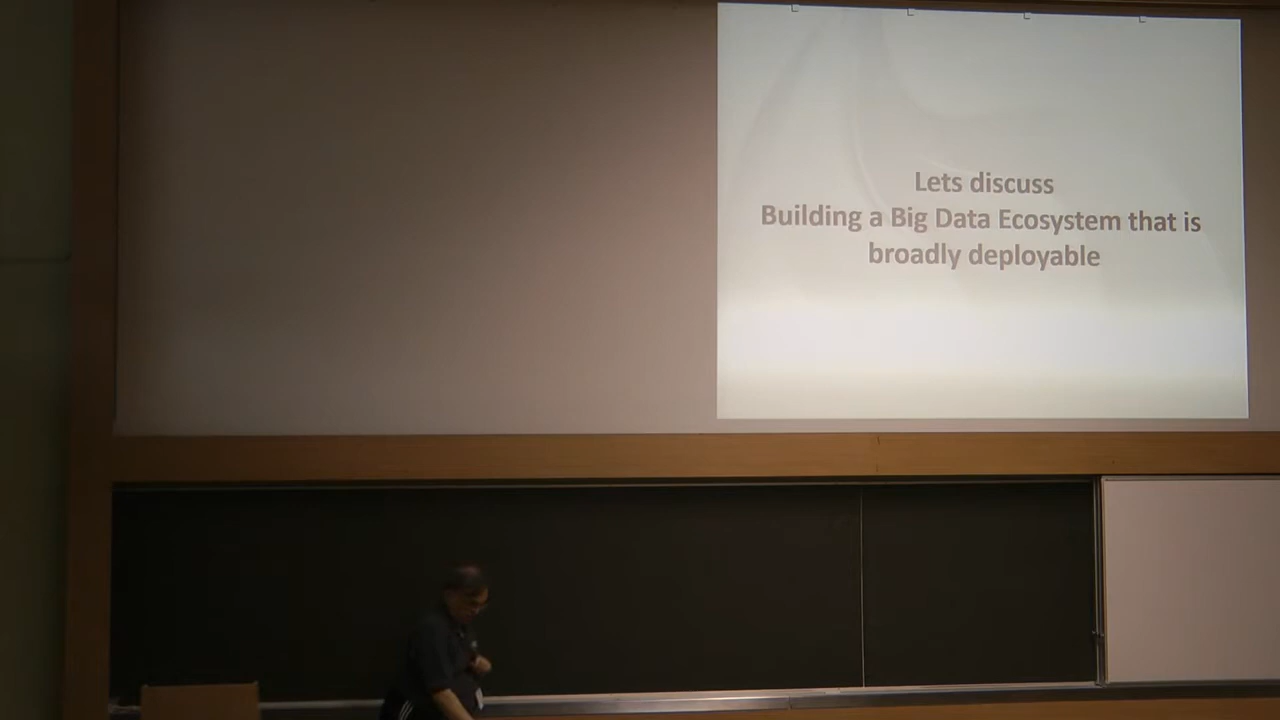 Lets discuss
Building a Big Data Ecosystem that is
broadly deployable